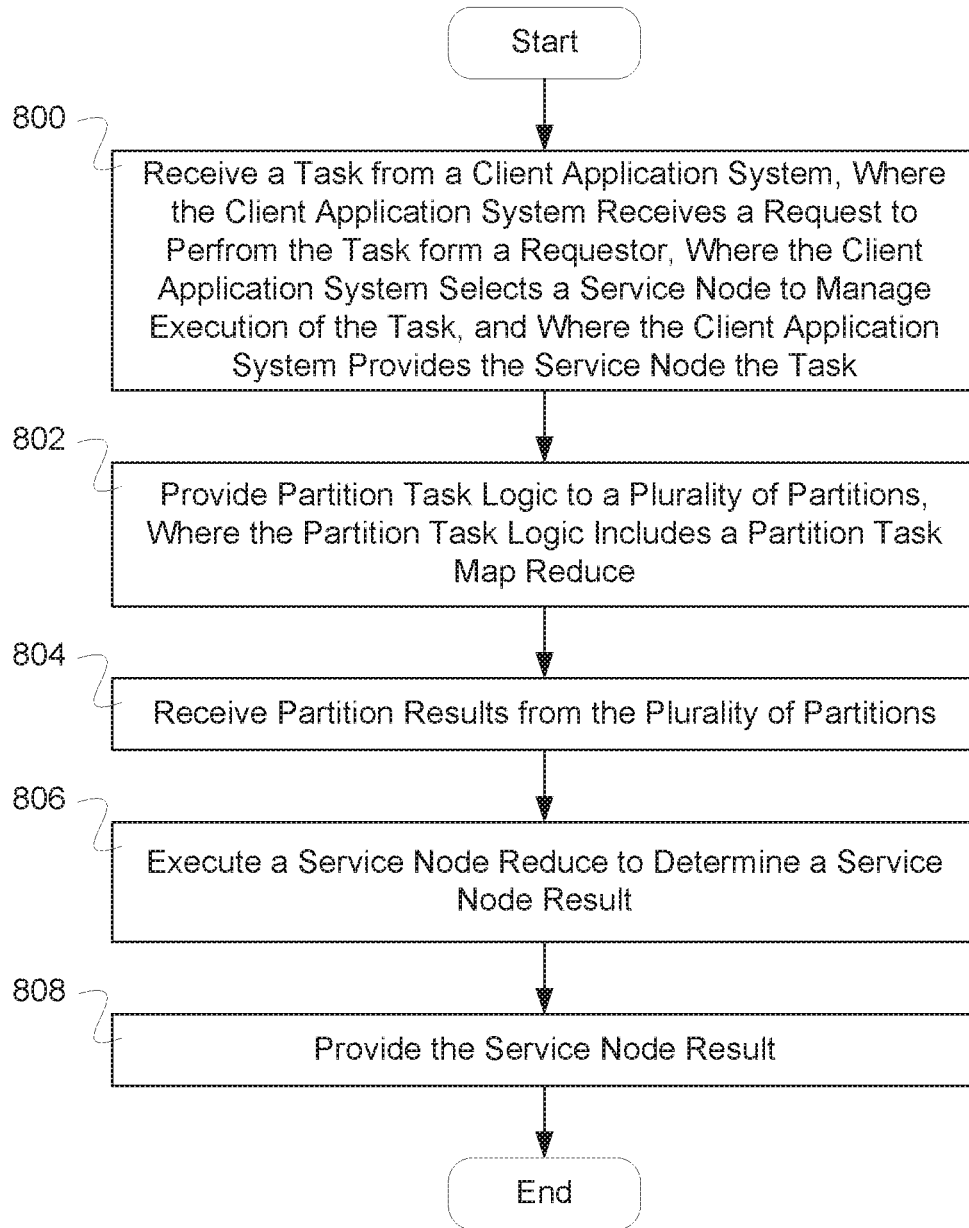 Start
800
Receive a Task from a Client Application System, Where
the Client Application System Receives a Request to
Perfrom the Task form a Requestor, Where the Client
Application System Selects a Service Node to Manage
Execution of the Task, and Where the Client Application
System Provides the Service Node the Task
802
Provide Partition Task Logic to a Plurality of Partitions,
Where the Partition Task Logic Includes a Partition Task
Map Reduce
804
Receive Partition Results from the Plurality of Partitions
806
Execute a Service Node Reduce to Determine a Service
Node Result
808
Provide the Service Node Result
End